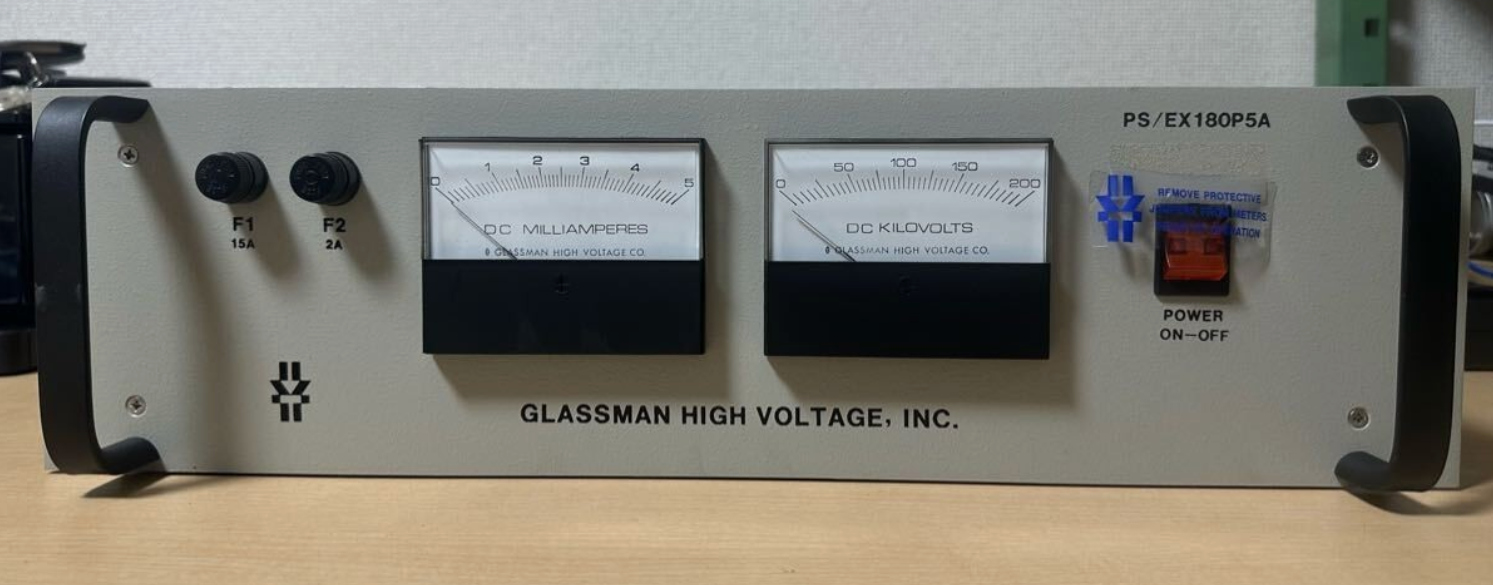 PS/EX180P5A
0 1 2 3 4 5
DC MILLIAMPERES
GLASSMAN HIGH VOLTAGE CO.
0 50 100 150 200
DC KILOVOLTS
GLASSMAN HIGH VOLTAGE CO.
REMOVE PROTECTIVE
F1
15A
F2
2A
POWER
ON-OFF
GLASSMAN HIGH VOLTAGE, INC.